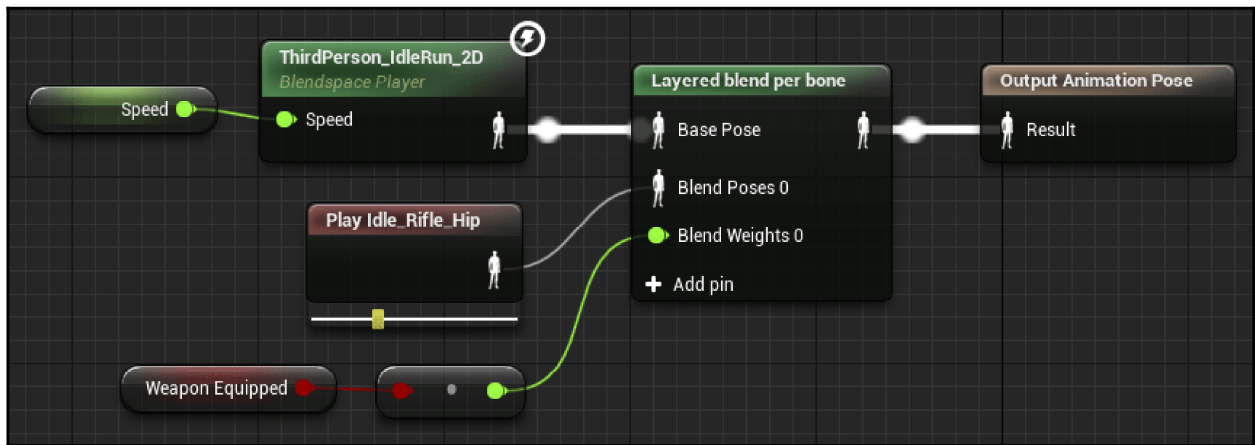 Speed
ThirdPerson_IdleRun_2D
Blendspace Player
Speed
Layered blend per bone
Base Pose
Blend Poses 0
Blend Weights 0
Add pin
Output Animation Pose
Result
Play Idle_Rifle_Hip
Weapon Equipped